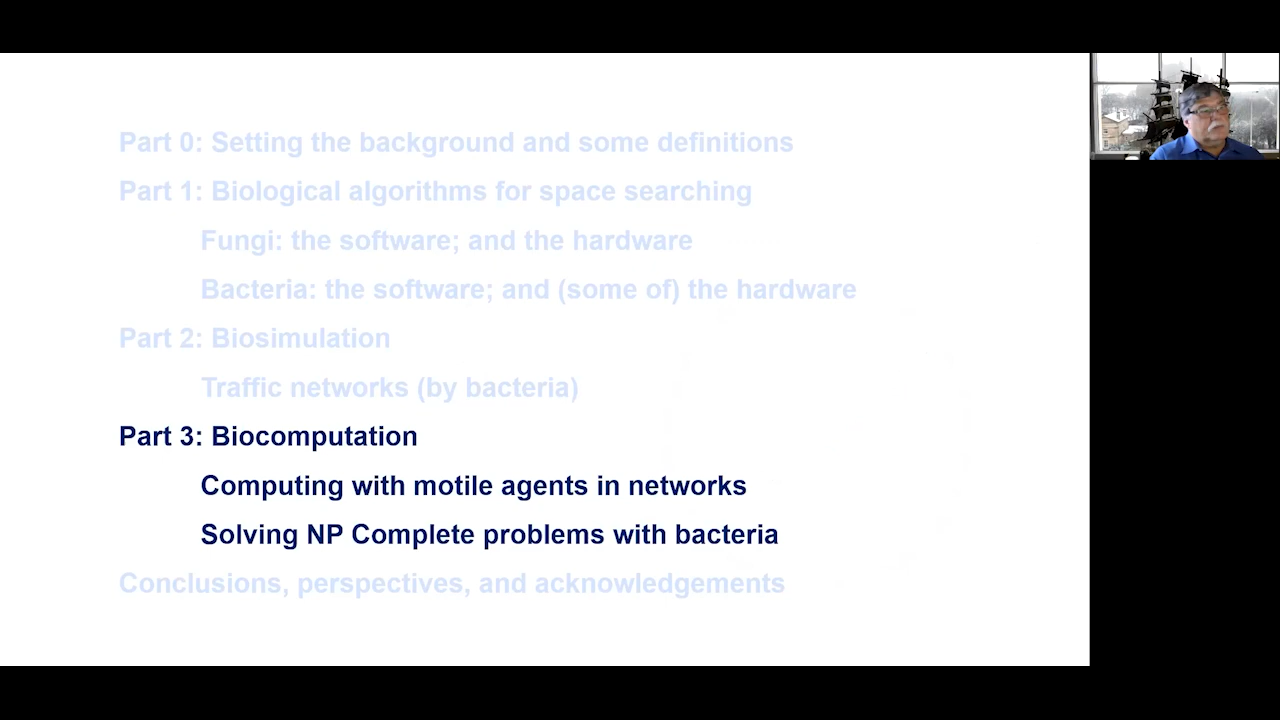 Part 0: Setting the background and some definitions
Part 1: Biological algorithms for space searching
Fungi: the software; and the hardware
Bacteria: the software; and (some of) the hardware
Part 2: Biosimulation
Traffic networks (by bacteria)
Part 3: Biocomputation
Computing with motile agents in networks
Solving NP Complete problems with bacteria
Conclusions, perspectives, and acknowledgements